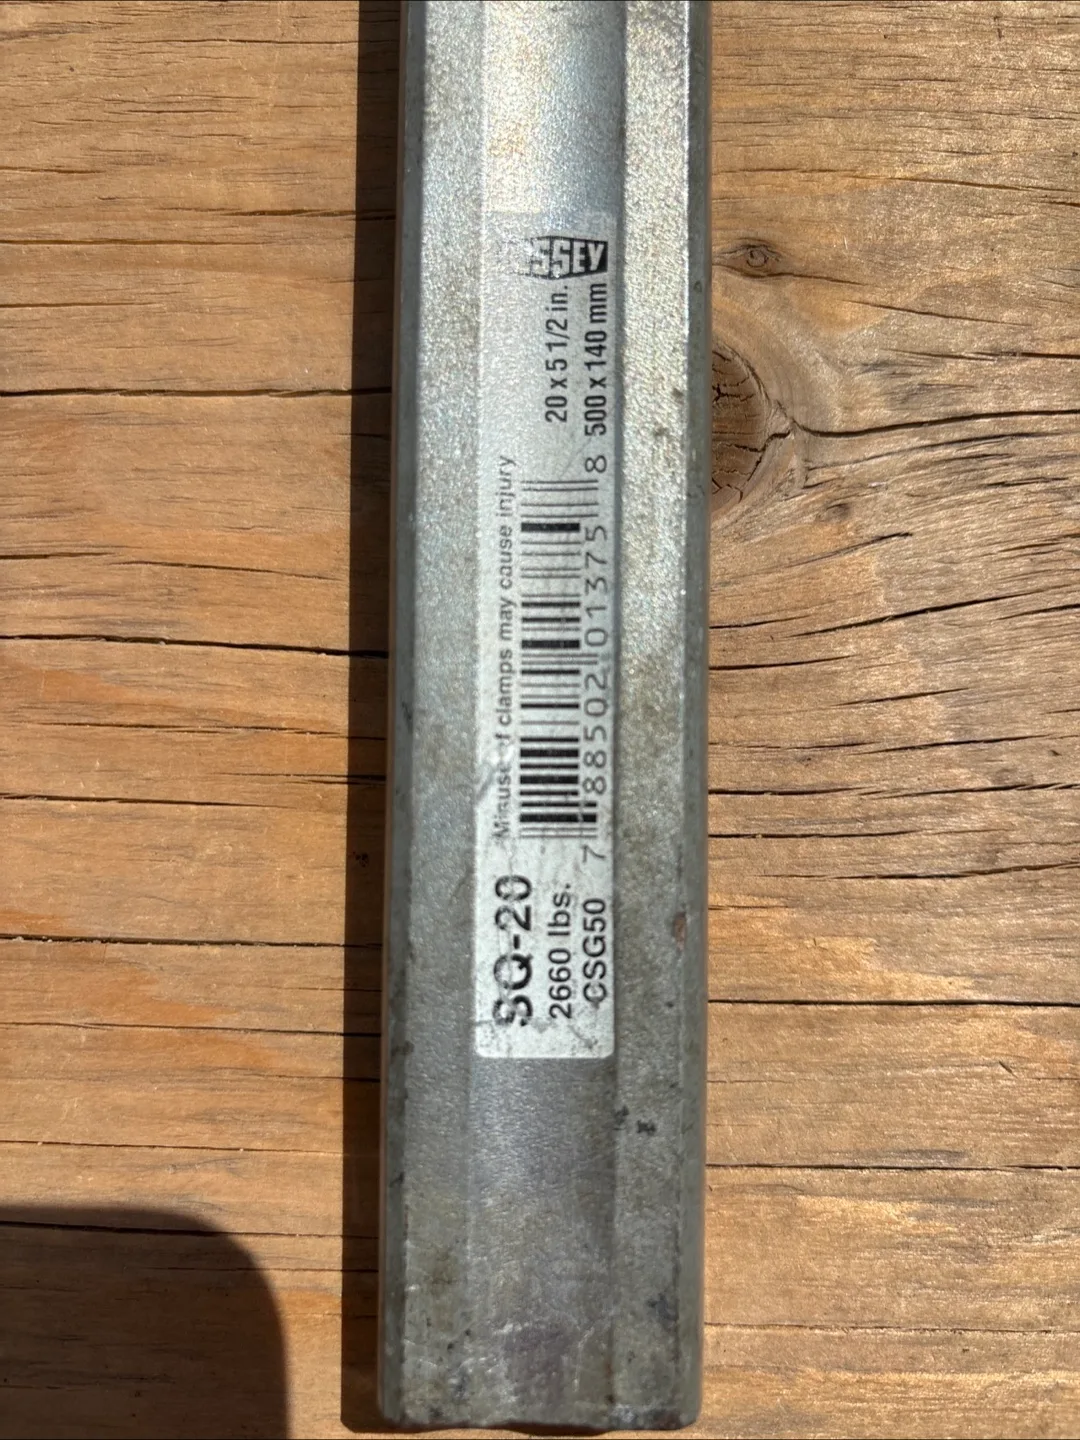 SQ-20
2660 lbs.
CSG50
Misuse of clamps may cause injury
7 88502 01375 8
SSEY
20 x 5 1/2 in.
500 x 140 mm